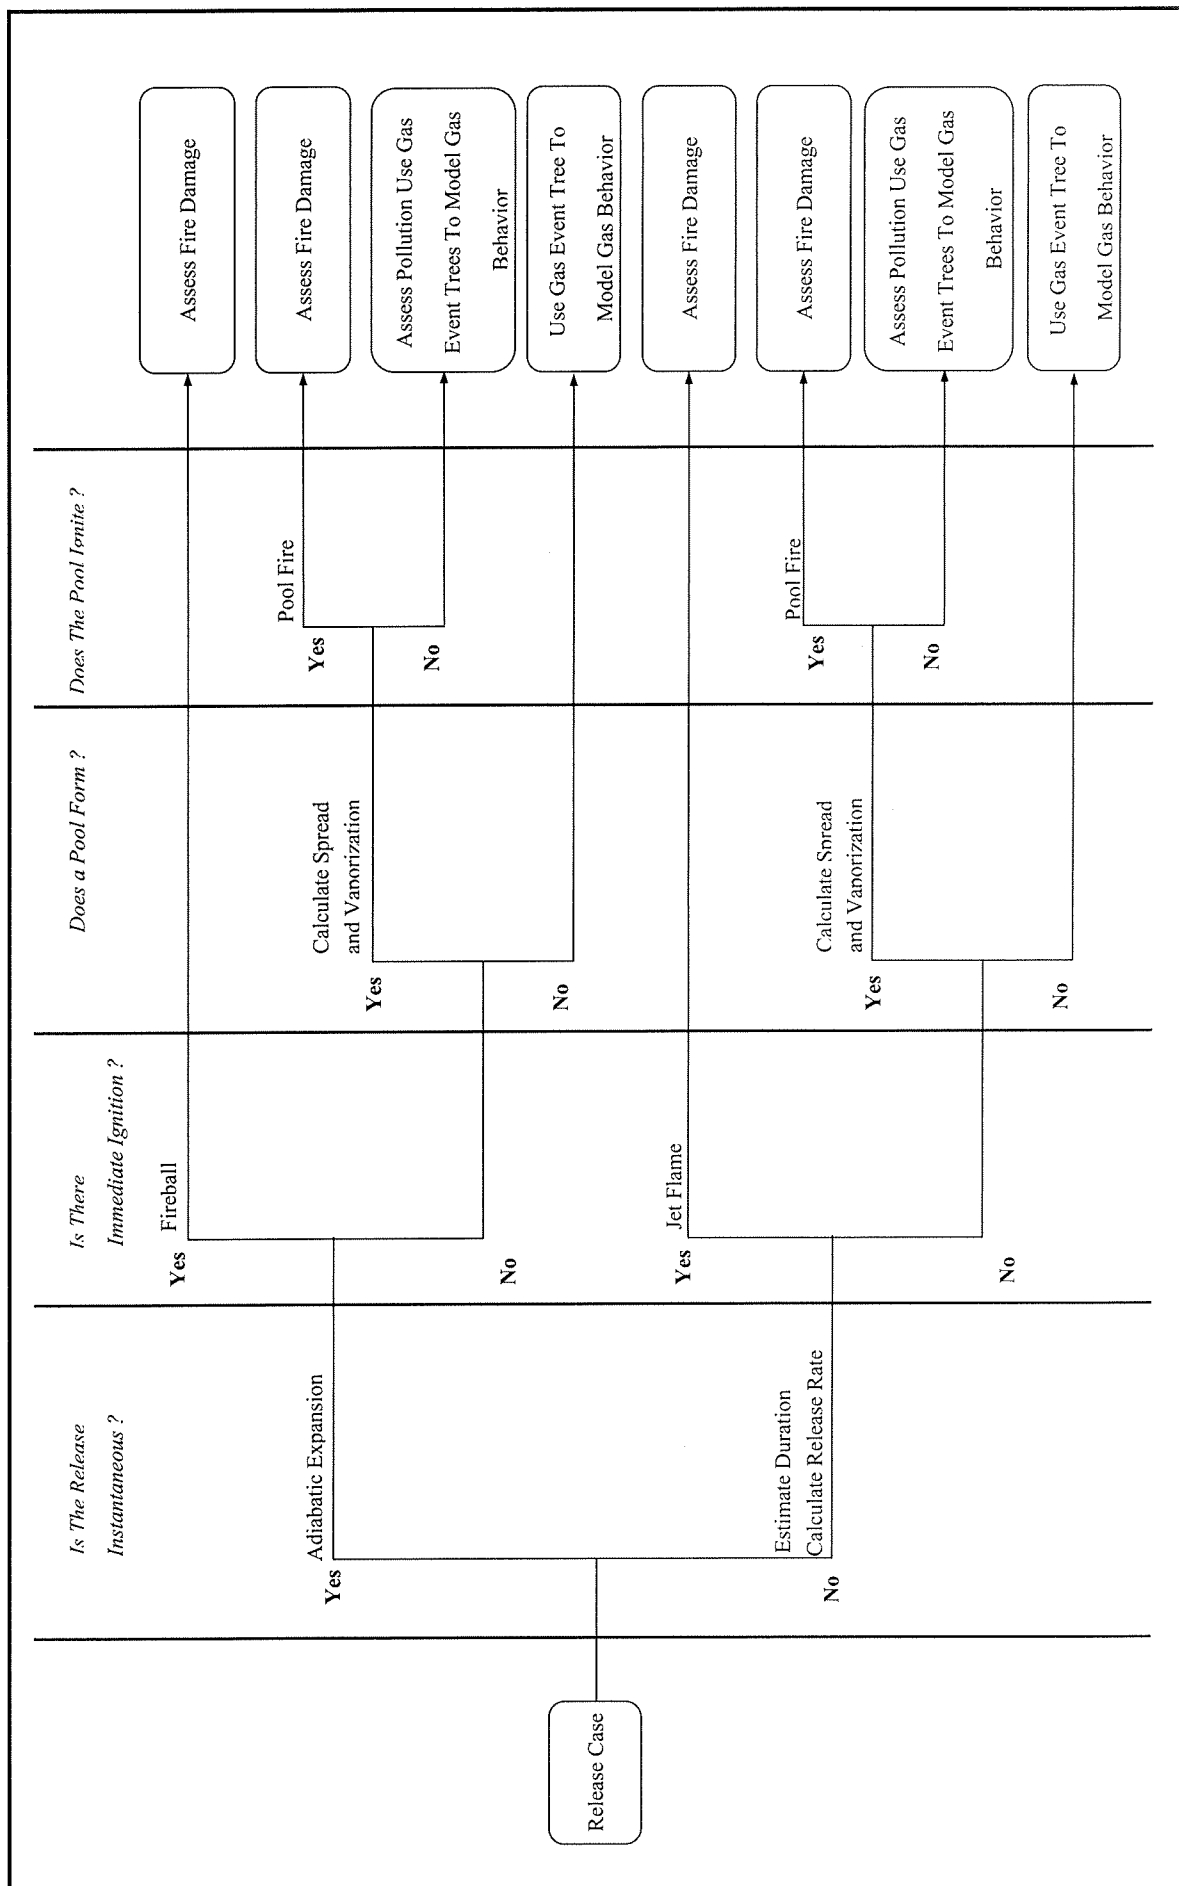 Is The Release
Instantaneous ?
Is There
Immediate Ignition ?
Does a Pool Form ?
Does The Pool Ignite ?
Release Case
Yes
Adiabatic Expansion
No
Estimate Duration
Calculate Release Rate
Yes
Fireball
No
Yes
Jet Flame
No
Yes
Calculate Spread
and Vaporization
No
Yes
Calculate Spread
and Vaporization
No
Yes
Pool Fire
No
Yes
Pool Fire
No
Assess Fire Damage
Assess Fire Damage
Assess Pollution Use Gas
Event Trees To Model Gas
Behavior
Use Gas Event Tree To
Model Gas Behavior
Assess Fire Damage
Assess Fire Damage
Assess Pollution Use Gas
Event Trees To Model Gas
Behavior
Use Gas Event Tree To
Model Gas Behavior